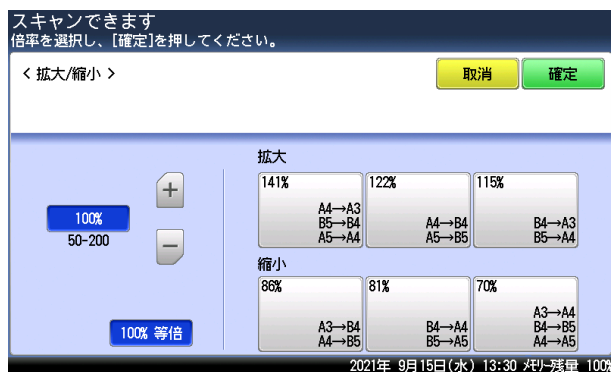 スキャンできます
倍率を選択し、[確定]を押してください。
< 拡大/縮小 >
取消
確定
拡大
141%
A4→A3
B5→B4
A5→A4
122%
A4→B4
A5→B5
115%
B4→A3
B5→A4
+
100%
50-200
−
縮小
86%
A3→B4
A4→B5
81%
B4→A4
B5→A5
70%
A3→A4
B4→B5
A4→A5
100% 等倍
2021年 9月15日(水) 13:30 メモリー残量 100%